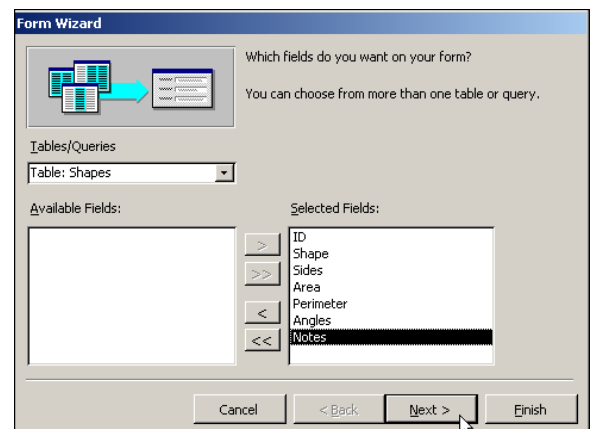 Form Wizard
Which fields do you want on your form?
You can choose from more than one table or query.
Tables/Queries
Table: Shapes
Available Fields:
Selected Fields:
>
>>
<
<<
ID
Shape
Sides
Area
Perimeter
Angles
Notes
Cancel
< Back
Next >
Finish